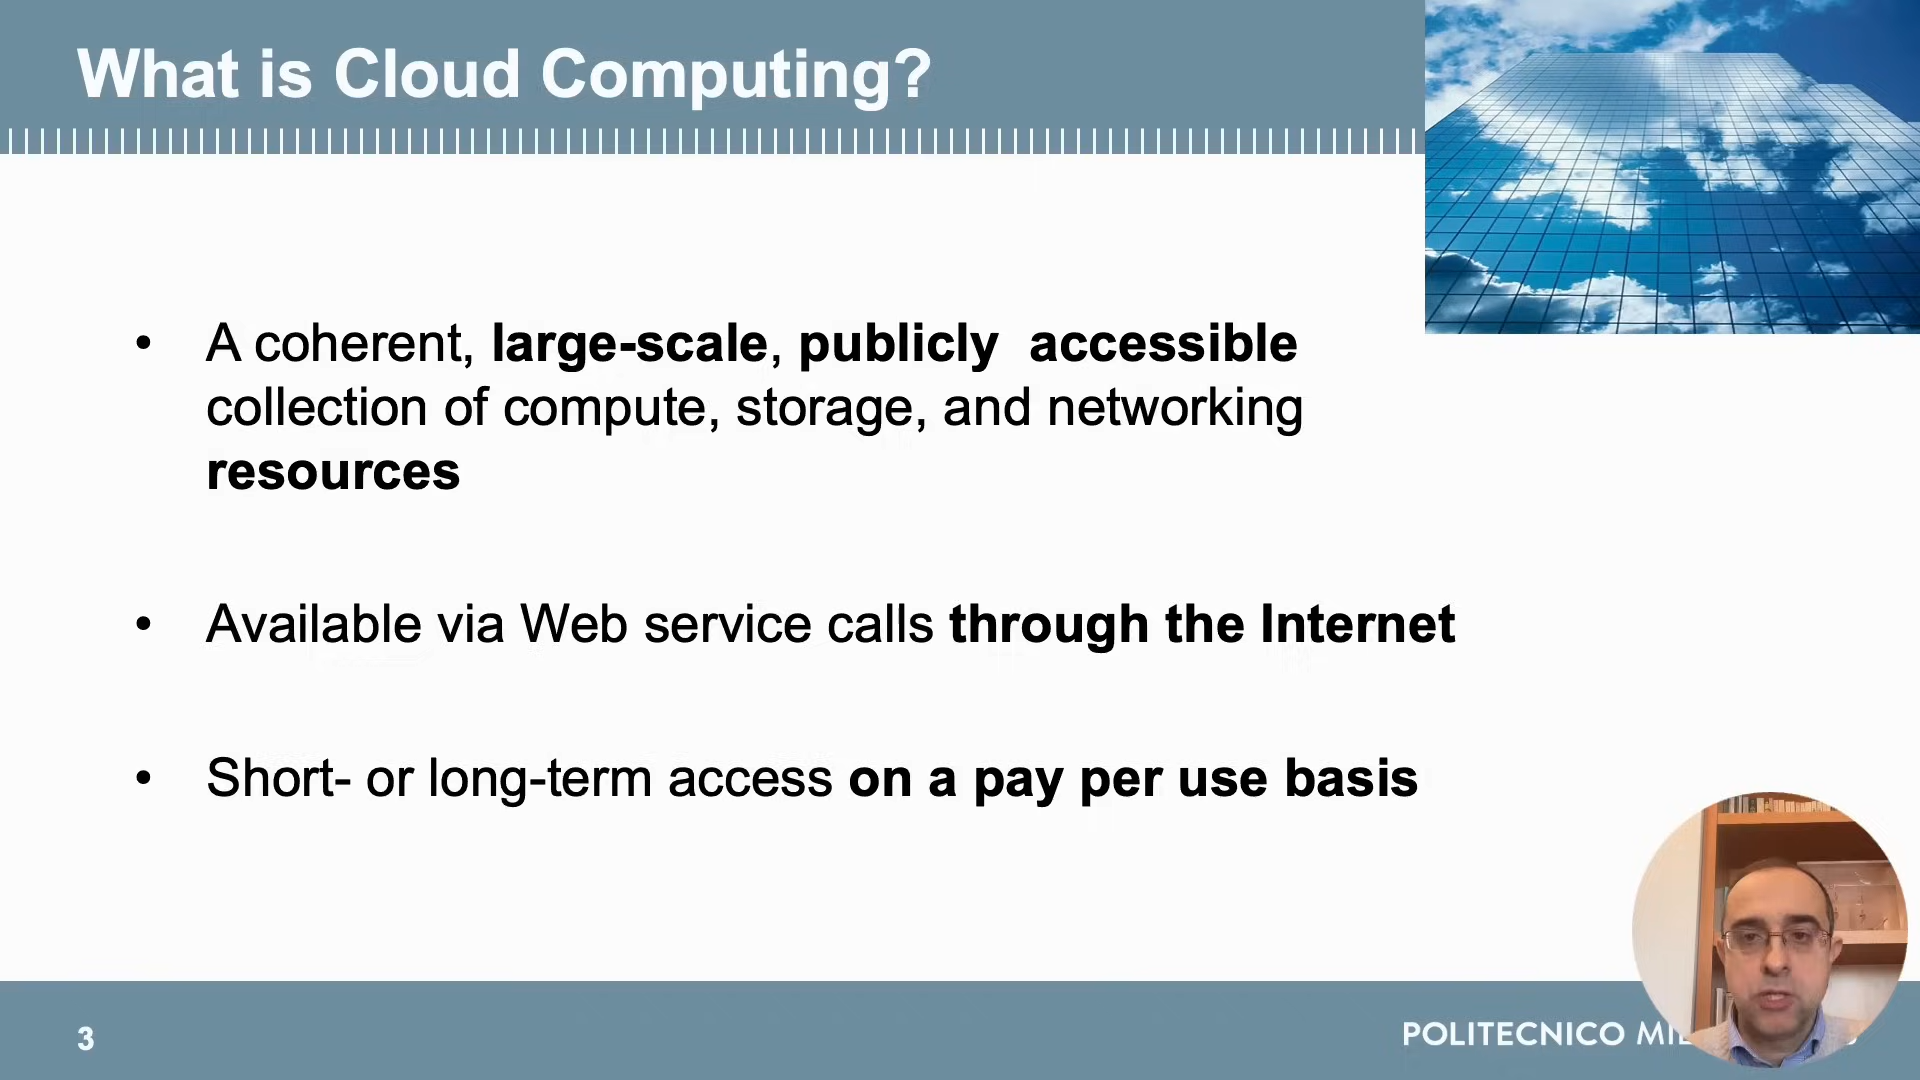 What is Cloud Computing?
• A coherent, large-scale, publicly  accessible
collection of compute, storage, and networking
resources
• Available via Web service calls through the Internet
• Short- or long-term access on a pay per use basis
3
POLITECNICO